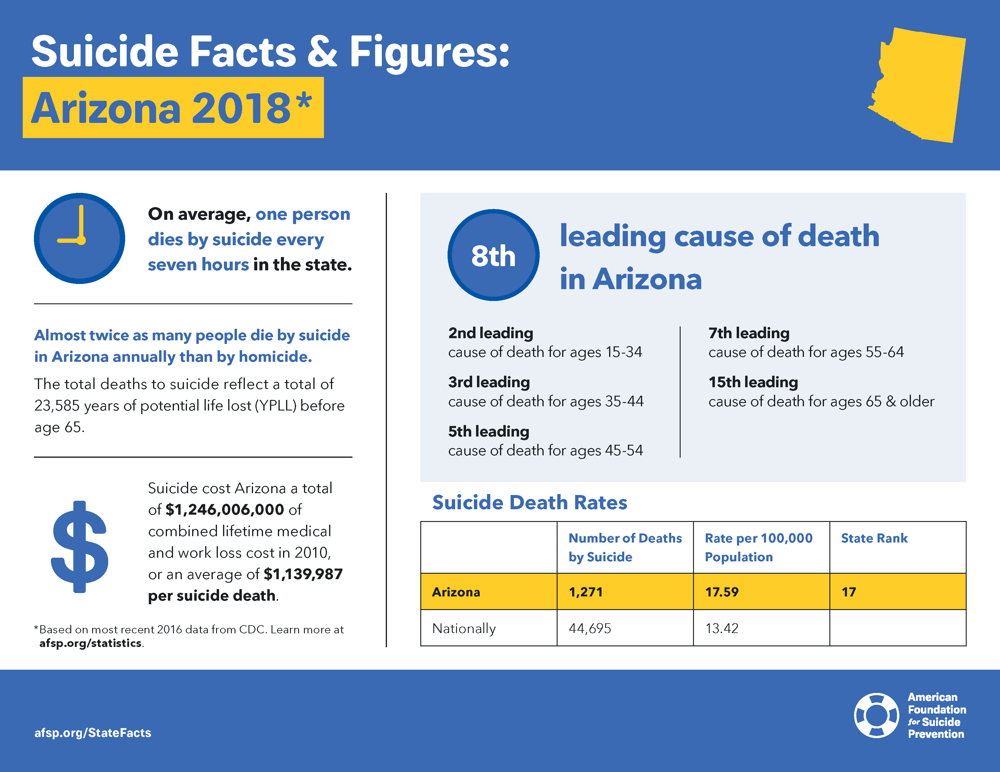 Suicide Facts & Figures:
Arizona 2018*
On average, one person
dies by suicide every
seven hours in the state.
Almost twice as many people die by suicide
in Arizona annually than by homicide.
The total deaths to suicide reflect a total of
23,585 years of potential life lost (YPLL) before
age 65.
Suicide cost Arizona a total
of $1,246,006,000 of
combined lifetime medical
and work loss cost in 2010,
or an average of $1,139,987
per suicide death.
*Based on most recent 2016 data from CDC. Learn more at
afsp.org/statistics.
8th
leading cause of death
in Arizona
2nd leading
cause of death for ages 15-34
3rd leading
cause of death for ages 35-44
5th leading
cause of death for ages 45-54
7th leading
cause of death for ages 55-64
15th leading
cause of death for ages 65 & older
Suicide Death Rates
Number of Deaths
by Suicide
Rate per 100,000
Population
State Rank
Arizona 1,271 17.59 17
Nationally 44,695 13.42
afsp.org/StateFacts
American
Foundation
for Suicide
Prevention